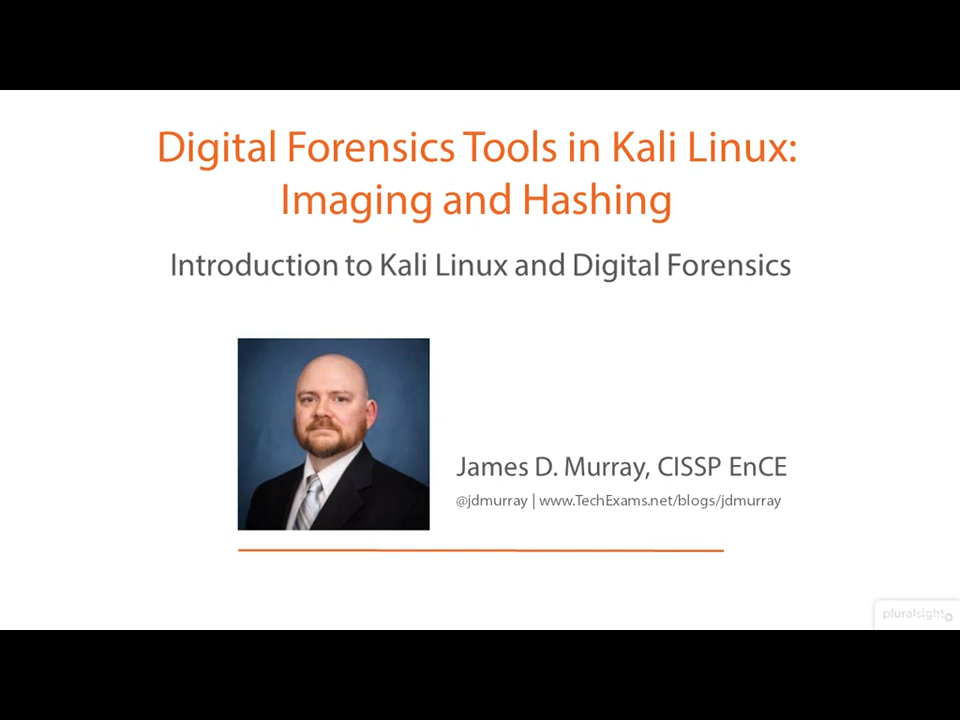 Digital Forensics Tools in Kali Linux:
Imaging and Hashing
Introduction to Kali Linux and Digital Forensics
James D. Murray, CISSP EnCE
@jdmurray | www.TechExams.net/blogs/jdmurray
pluralsight